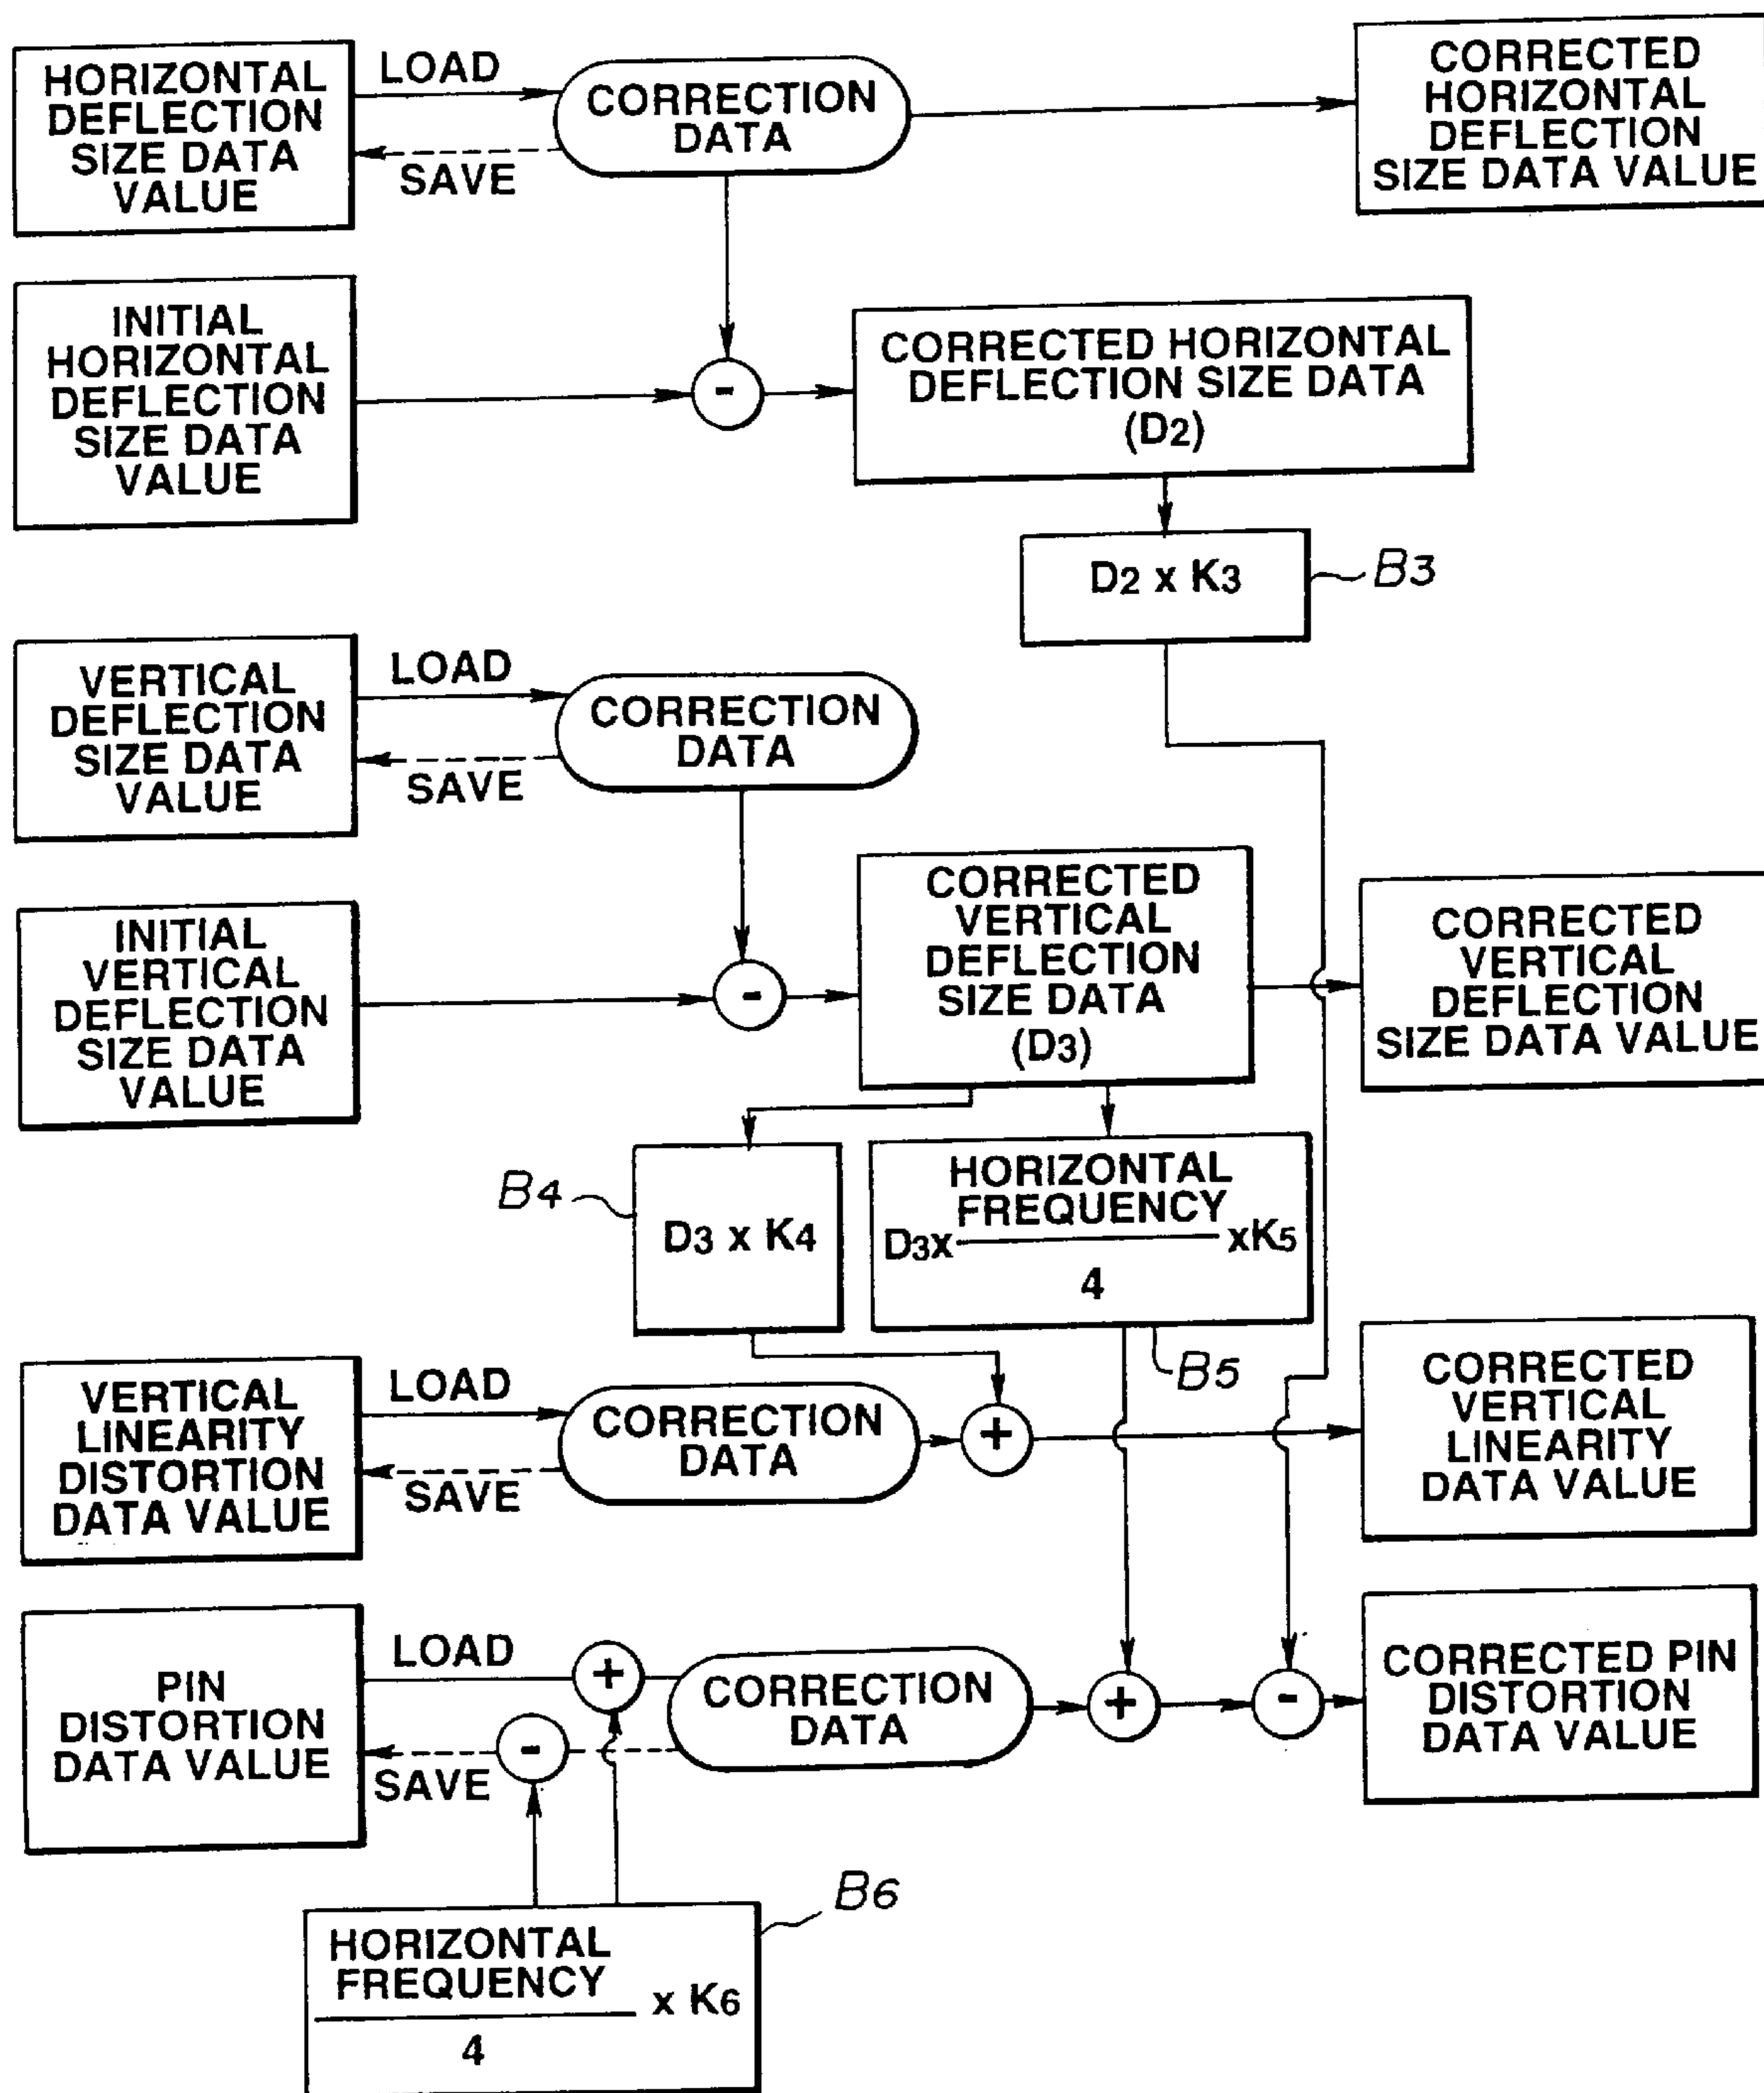 HORIZONTAL
DEFLECTION
SIZE DATA
VALUE
LOAD
SAVE
CORRECTION
DATA
CORRECTED
HORIZONTAL
DEFLECTION
SIZE DATA VALUE
INITIAL
HORIZONTAL
DEFLECTION
SIZE DATA
VALUE
-
CORRECTED HORIZONTAL
DEFLECTION SIZE DATA
(D2)
D2 x K3
B3
VERTICAL
DEFLECTION
SIZE DATA
VALUE
LOAD
SAVE
CORRECTION
DATA
INITIAL
VERTICAL
DEFLECTION
SIZE DATA
VALUE
-
CORRECTED
VERTICAL
DEFLECTION
SIZE DATA
(D3)
CORRECTED
VERTICAL
DEFLECTION
SIZE DATA VALUE
B4
D3 x K4
HORIZONTAL
FREQUENCY
D3x xK5
4
B5
VERTICAL
LINEARITY
DISTORTION
DATA VALUE
LOAD
SAVE
CORRECTION
DATA
+
CORRECTED
VERTICAL
LINEARITY
DATA VALUE
PIN
DISTORTION
DATA VALUE
LOAD
+
-
SAVE
CORRECTION
DATA
+
-
CORRECTED PIN
DISTORTION
DATA VALUE
B6
HORIZONTAL
FREQUENCY
x K6
4